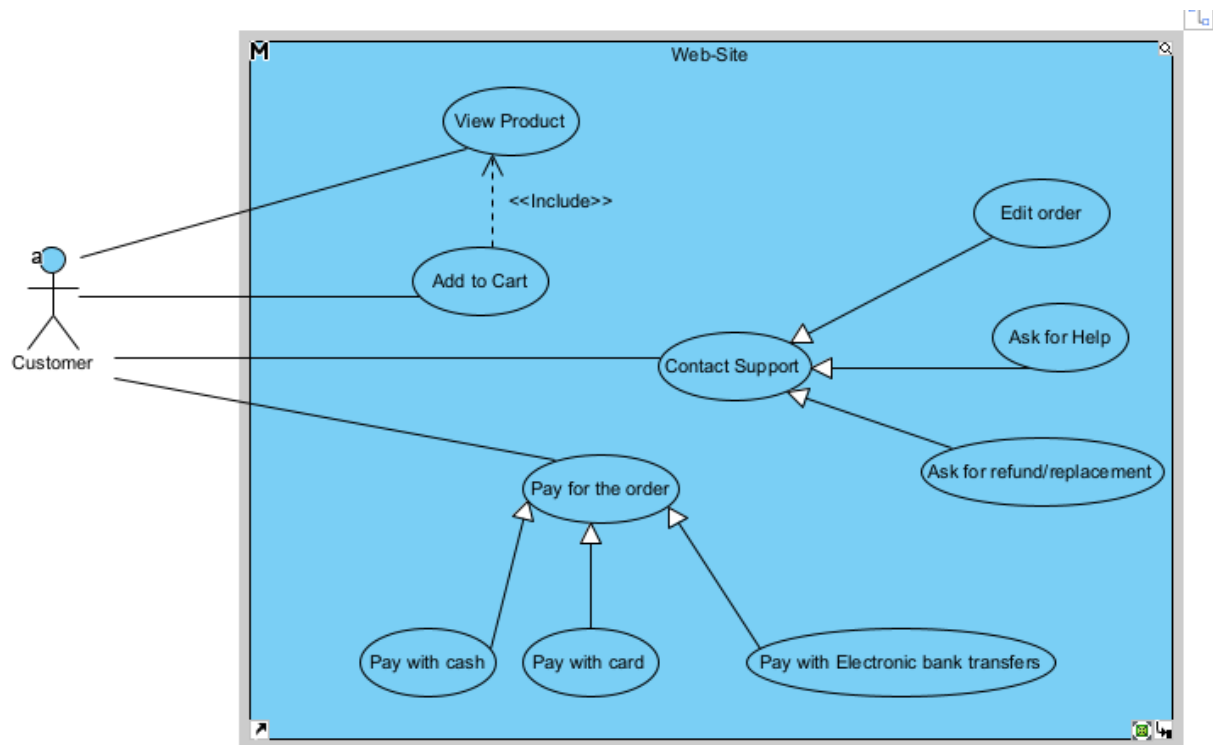 M
Web-Site
View Product
<<Include>>
Edit order
a
Add to Cart
Ask for Help
Customer
Contact Support
Ask for refund/replacement
Pay for the order
Pay with cash
Pay with card
Pay with Electronic bank transfers